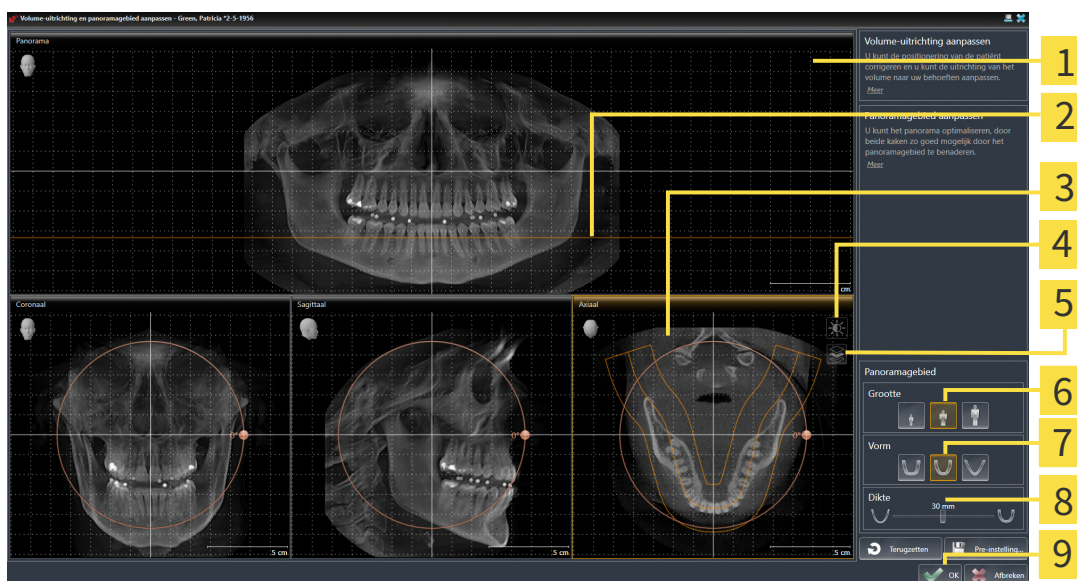 Volume-uitrichting en panoramagebied aanpassen - Green, Patricia *2-5-1956
Panorama
cm
Coronaal
0°
.5 cm
Sagittaal
0°
.5 cm
Axiaal
0°
.5 cm
Volume-uitrichting aanpassen
U kunt de positionering van de patiënt
corrigeren en u kunt de uitrichting van het
volume naar uw behoeften aanpassen.
Meer
Panoramagebied aanpassen
U kunt het panorama optimaliseren, door
beide kaken zo goed mogelijk door het
panoramagebied te benaderen.
Meer
Panoramagebied
Grootte
Vorm
Dikte
30 mm
Terugzetten
Pre-instelling...
OK
Afbreken
1
2
3
4
5
6
7
8
9